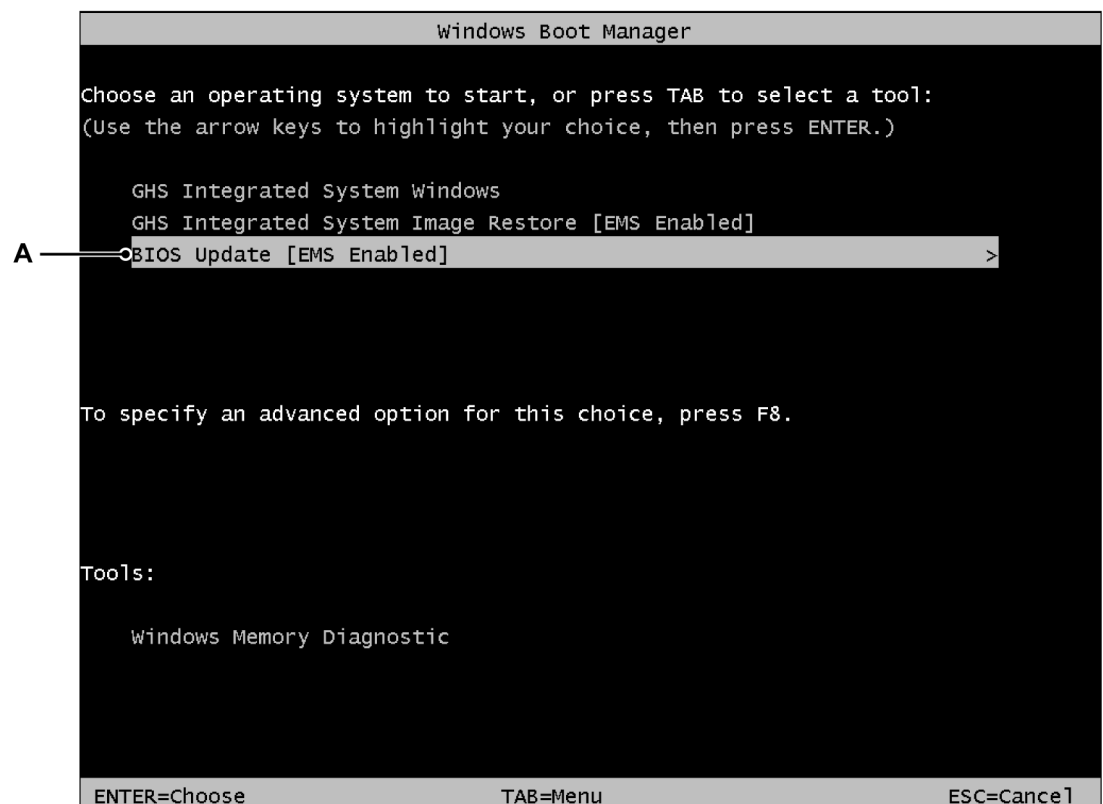 Windows Boot Manager
Choose an operating system to start, or press TAB to select a tool:
(Use the arrow keys to highlight your choice, then press ENTER.)
GHS Integrated System Windows
GHS Integrated System Image Restore [EMS Enabled]
A BIOS Update [EMS Enabled] >
To specify an advanced option for this choice, press F8.
Tools:
Windows Memory Diagnostic
ENTER=Choose TAB=Menu ESC=Cancel